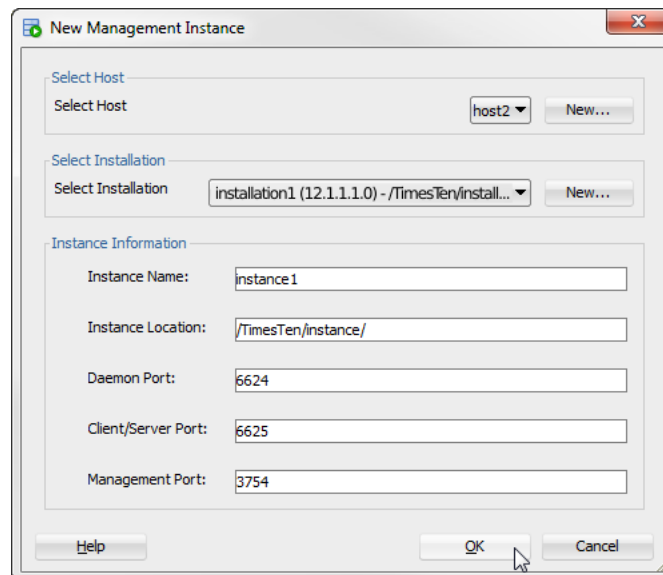 New Management Instance
Select Host
Select Host
host2
New...
Select Installation
Select Installation
installation1 (12.1.1.1.0) - /TimesTen/install...
New...
Instance Information
Instance Name:
instance1
Instance Location:
/TimesTen/instance/
Daemon Port:
6624
Client/Server Port:
6625
Management Port:
3754
Help
OK
Cancel